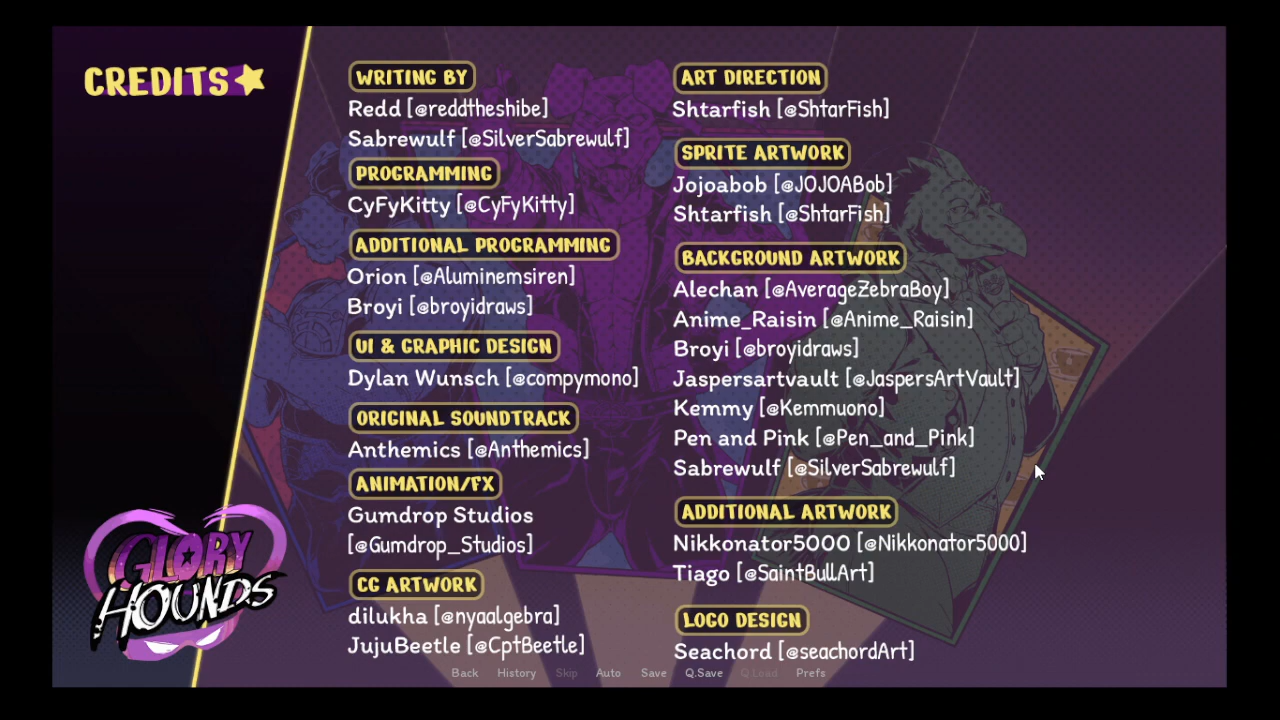 CREDITS
WRITING BY
Redd [@reddtheshibe]
Sabrewulf [@SilverSabrewulf]
PROGRAMMING
CyFyKitty [@CyFyKitty]
ADDITIONAL PROGRAMMING
Orion [@Aluminemsiren]
Broyi [@broyidraws]
UI & GRAPHIC DESIGN
Dylan Wunsch [@compymono]
ORIGINAL SOUNDTRACK
Anthemics [@Anthemics]
ANIMATION/FX
Gumdrop Studios
[@Gumdrop_Studios]
CG ARTWORK
dilukha [@nyaalgebra]
JujuBeetle [@CptBeetle]
ART DIRECTION
Shtarfish [@ShtarFish]
SPRITE ARTWORK
Jojoabob [@JOJOABob]
Shtarfish [@ShtarFish]
BACKGROUND ARTWORK
Alechan [@AverageZebraBoy]
Anime_Raisin [@Anime_Raisin]
Broyi [@broyidraws]
Jaspersartvault [@JaspersArtVault]
Kemmy [@Kemmuono]
Pen and Pink [@Pen_and_Pink]
Sabrewulf [@SilverSabrewulf]
ADDITIONAL ARTWORK
Nikkonator5000 [@Nikkonator5000]
Tiago [@SaintBullArt]
LOGO DESIGN
Seachord [@seachordArt]
GLORY
HOUNDS
Back History Skip Auto Save Q.Save Q.Load Prefs